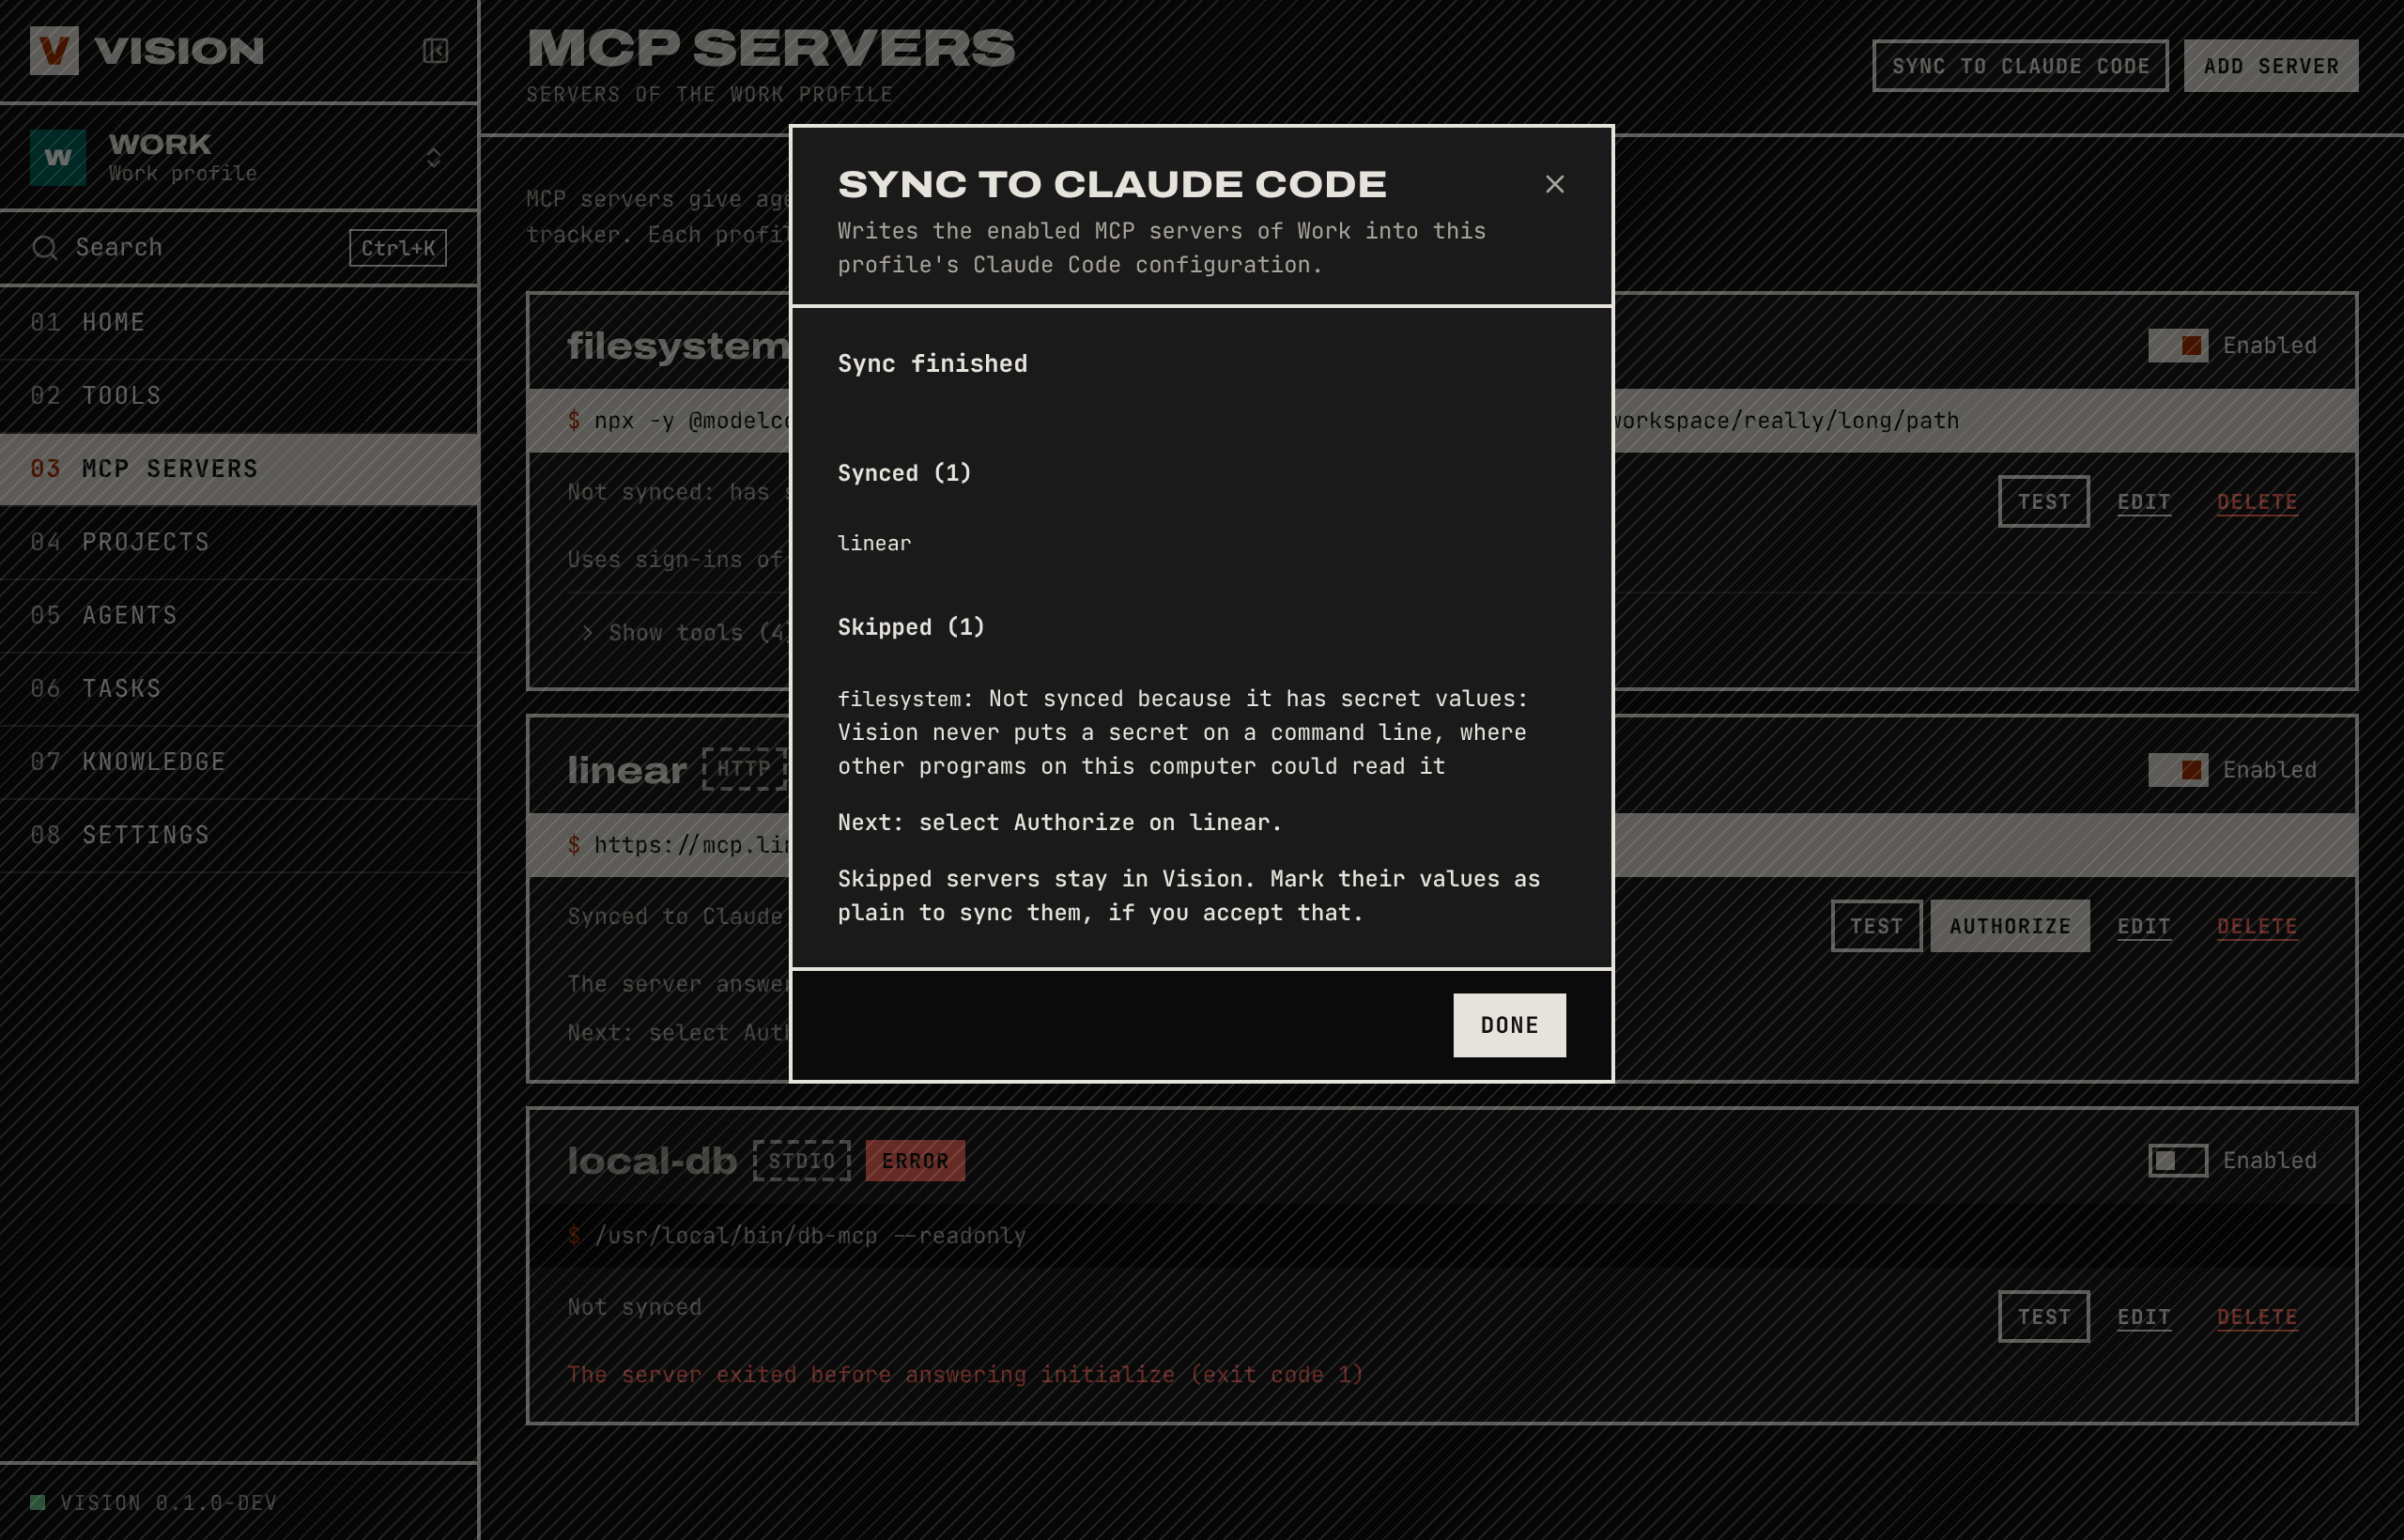 V VISION
MCP SERVERS
SERVERS OF THE WORK PROFILE
SYNC TO CLAUDE CODE
ADD SERVER
W
WORK
Work profile
Search
Ctrl+K
01 HOME
02 TOOLS
03 MCP SERVERS
04 PROJECTS
05 AGENTS
06 TASKS
07 KNOWLEDGE
08 SETTINGS
VISION 0.1.0-DEV
MCP servers give
tracker. Each
filesystem
Enabled
$ npx -y
workspace/really/long/path
Not synced: has
TEST
EDIT
DELETE
Uses sign-ins of
Show tools (4)
linear
HTTP
Enabled
$
Synced to Claude
TEST
AUTHORIZE
EDIT
DELETE
The server
Next: select
local-db
STDIO
ERROR
Enabled
$ /usr/local/bin/db-mcp --readonly
Not synced
TEST
EDIT
DELETE
The server exited before answering initialize (exit code 1)
SYNC TO CLAUDE CODE
Writes the enabled MCP servers of Work into this
profile's Claude Code configuration.
Sync finished
Synced (1)
linear
Skipped (1)
filesystem: Not synced because it has secret values:
Vision never puts a secret on a command line, where
other programs on this computer could read it
Next: select Authorize on linear.
Skipped servers stay in Vision. Mark their values as
plain to sync them, if you accept that.
DONE